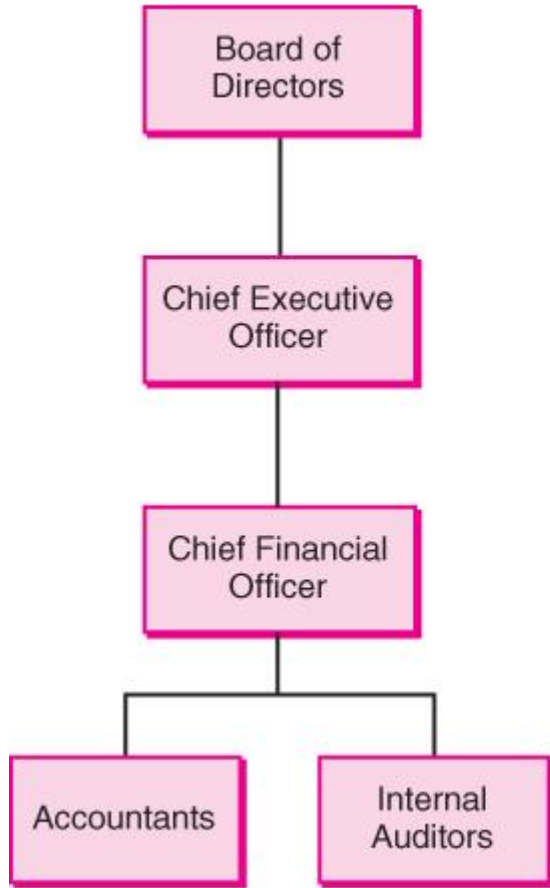 Board of
Directors
Chief Executive
Officer
Chief Financial
Officer
Accountants
Internal
Auditors